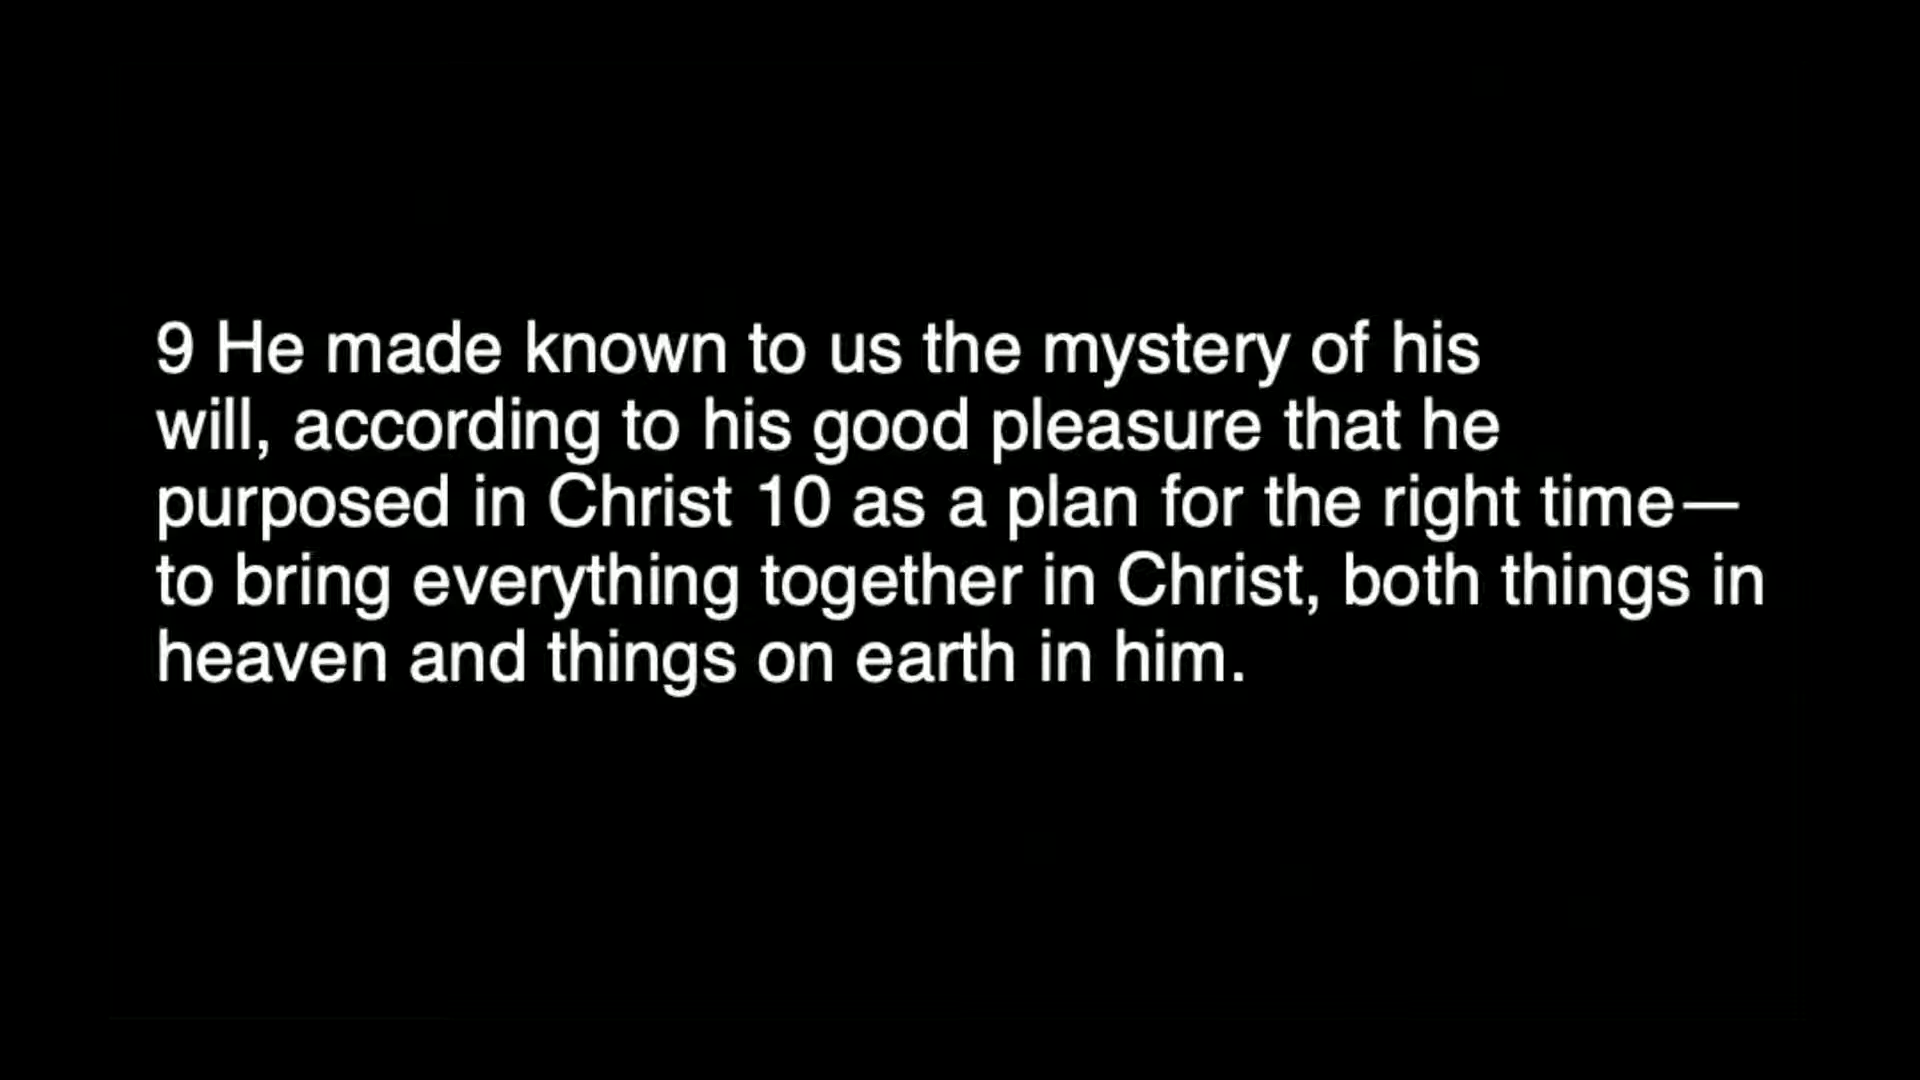 9 He made known to us the mystery of his
will, according to his good pleasure that he
purposed in Christ 10 as a plan for the right time—
to bring everything together in Christ, both things in
heaven and things on earth in him.